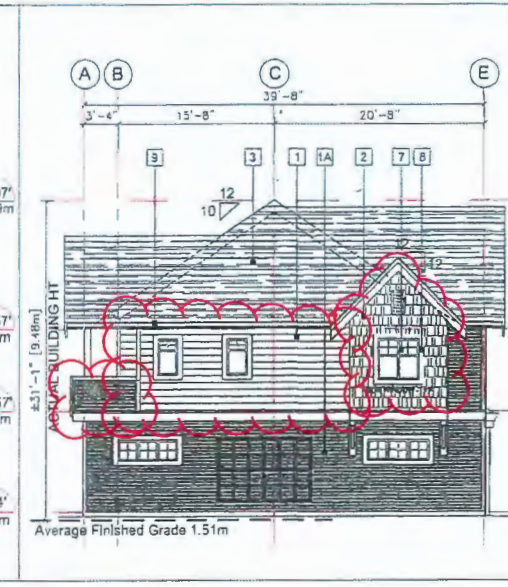 A B C E
39'-8"
3'-4" 15'-8" 20'-8"
9 3 1 1A 2 7 8
12
10
12
12
±31'-1" [9.48m]
ACTUAL BUILDING HT
Average Finished Grade 1.51m